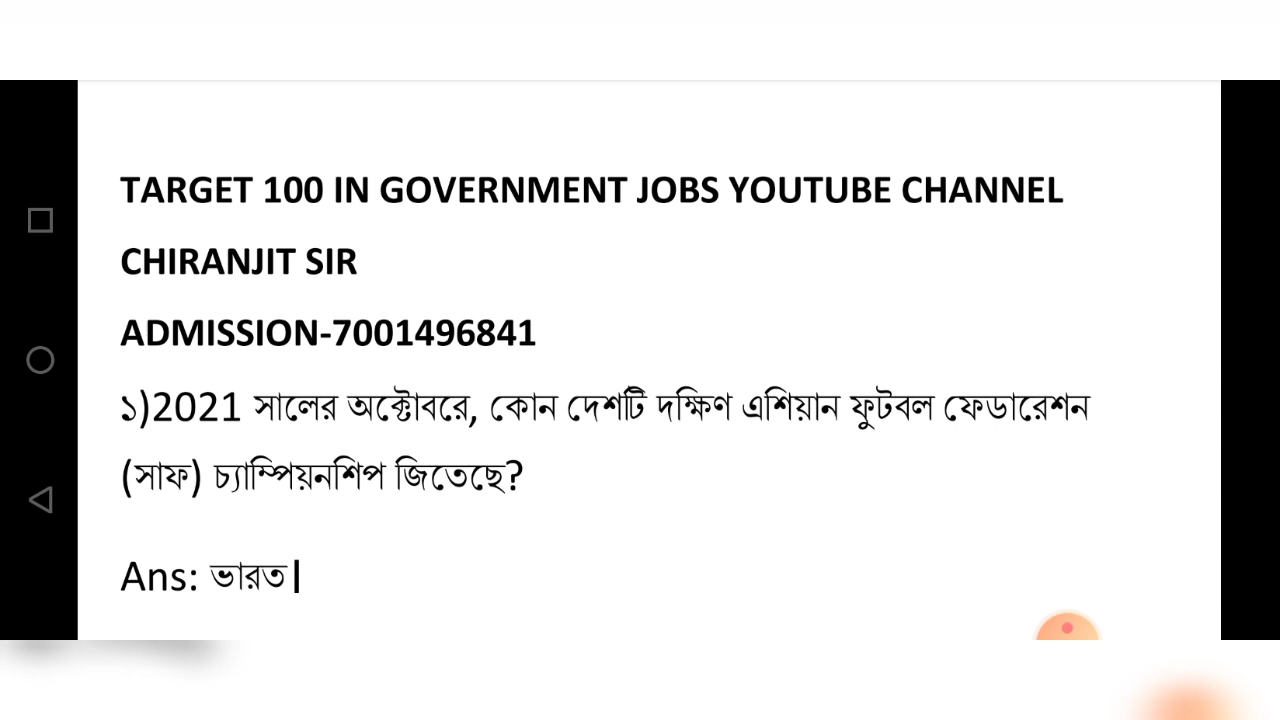 TARGET 100 IN GOVERNMENT JOBS YOUTUBE CHANNEL
CHIRANJIT SIR
ADMISSION-7001496841
১)2021 সালের অক্টোবরে, কোন দেশটি দক্ষিণ এশিয়ান ফুটবল ফেডারেশন
(সাফ) চ্যাম্পিয়নশিপ জিতেছে?
Ans: ভারত|